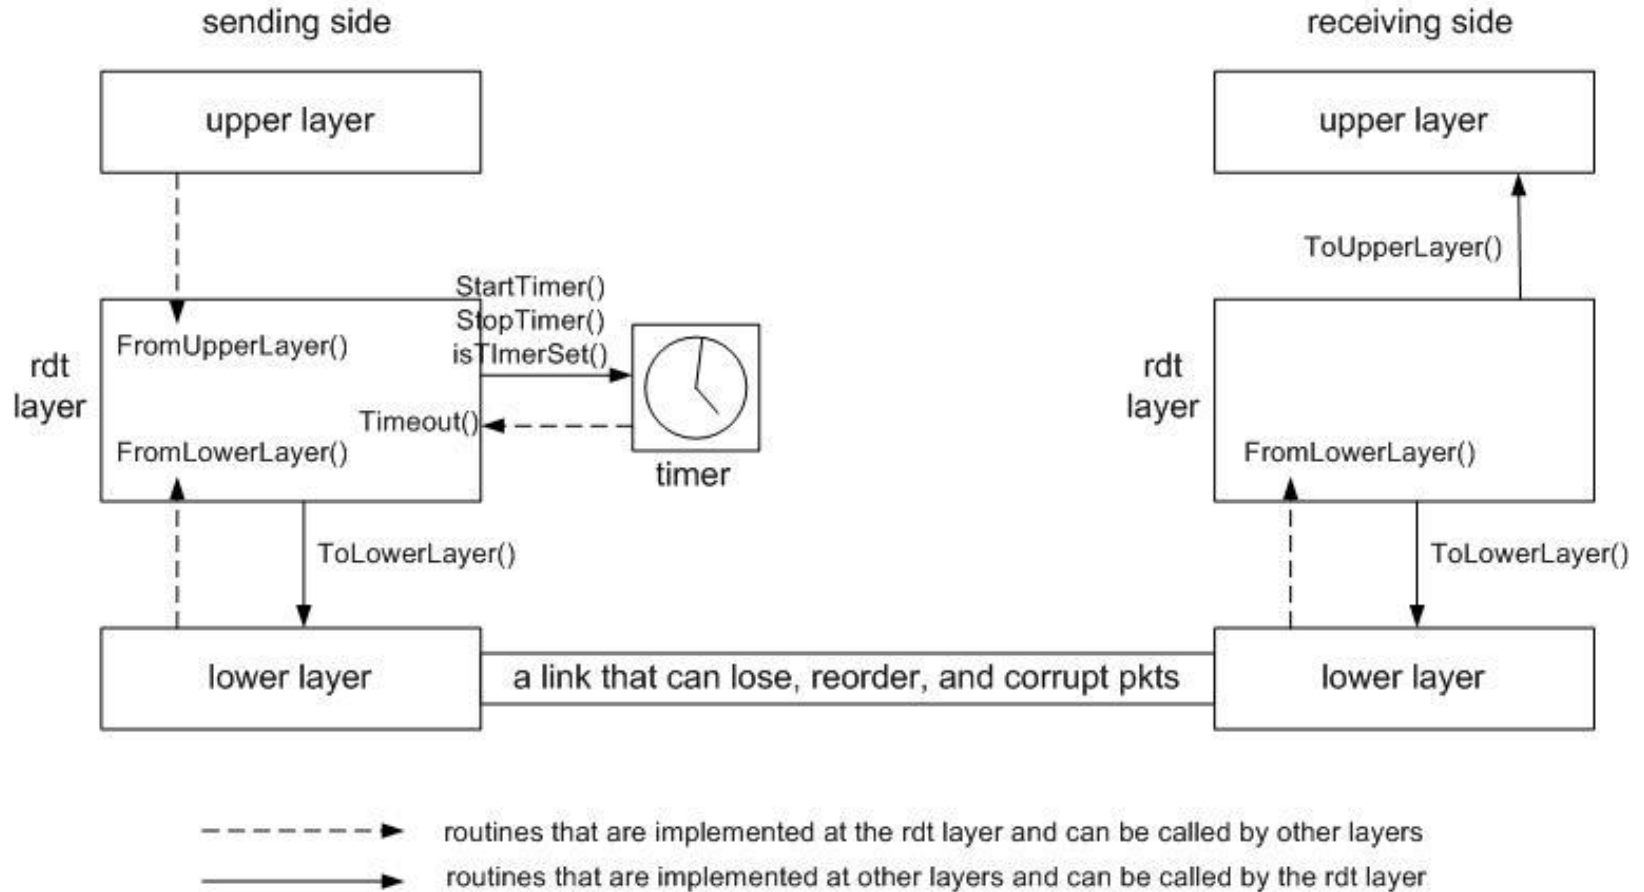 sending side
receiving side
upper layer
upper layer
ToUpperLayer()
StartTimer()
StopTimer()
isTImerSet()
FromUpperLayer()
rdt
layer
rdt
layer
Timeout()
FromLowerLayer()
FromLowerLayer()
timer
ToLowerLayer()
ToLowerLayer()
lower layer
a link that can lose, reorder, and corrupt pkts
lower layer
routines that are implemented at the rdt layer and can be called by other layers
routines that are implemented at other layers and can be called by the rdt layer